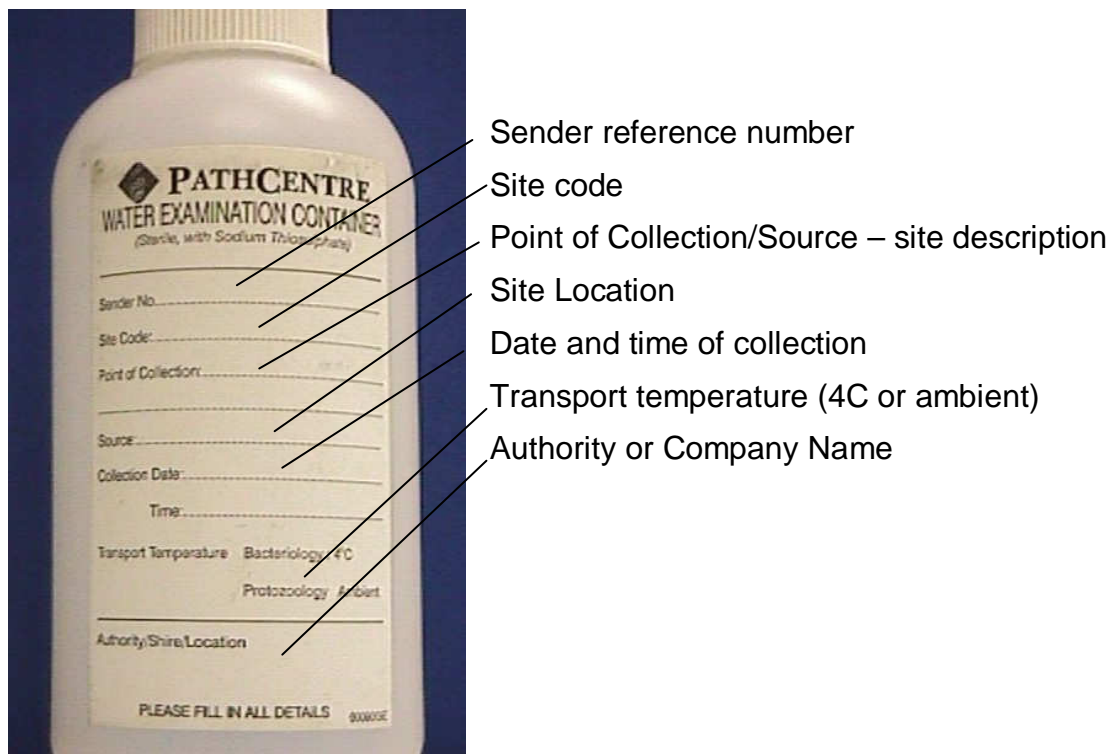 PATHCENTRE
WATER EXAMINATION CONTAINER
(Sterile, with Sodium Thiosulphate)
Sender No.
Site Code:
Point of Collection:
Source:
Collection Date:
Time:
Transport Temperature Bacteriology 4°C
Protozoology Ambient
Authority/Shire/Location
PLEASE FILL IN ALL DETAILS
Sender reference number
Site code
Point of Collection/Source – site description
Site Location
Date and time of collection
Transport temperature (4C or ambient)
Authority or Company Name